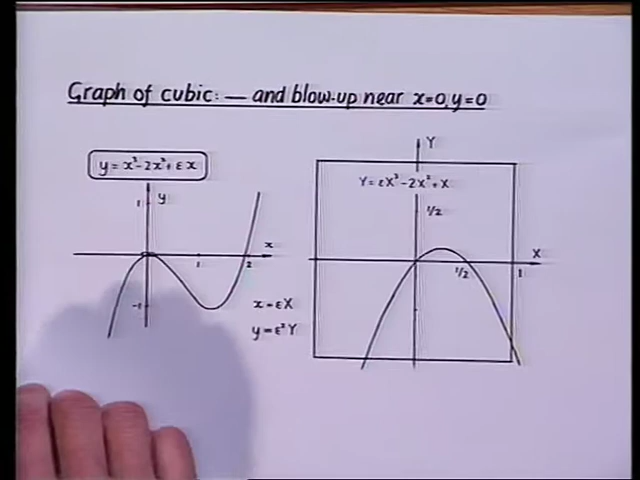 Graph of cubic: — and blow-up near x=0, y=0
y = x³ - 2x² + εx
y
1
x
1
2
-1
x = εX
y = ε²Y
Y
Y = εX³ - 2X² + X
1/2
X
1/2
1